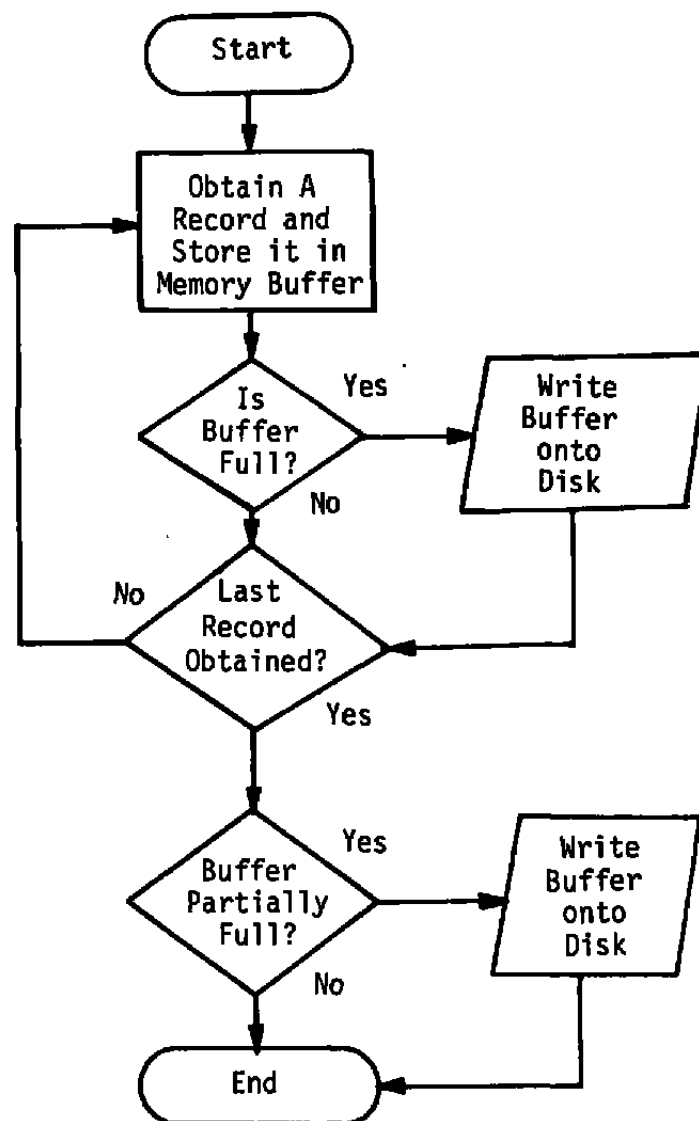 Start
Obtain A
Record and
Store it in
Memory Buffer
Is
Buffer
Full?
Yes
No
Write
Buffer
onto
Disk
Last
Record
Obtained?
No
Yes
Buffer
Partially
Full?
Yes
No
Write
Buffer
onto
Disk
End